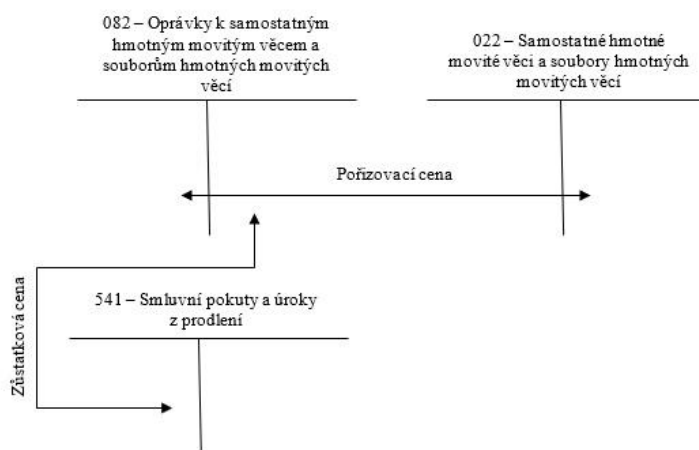 082 – Oprávky k samostatným
hmotným movitým věcem a
souborům hmotných movitých
věcí
022 – Samostatné hmotné
movité věci a soubory hmotných
movitých věcí
Pořizovací cena
Zůstatková cena
541 – Smluvní pokuty a úroky
z prodlení